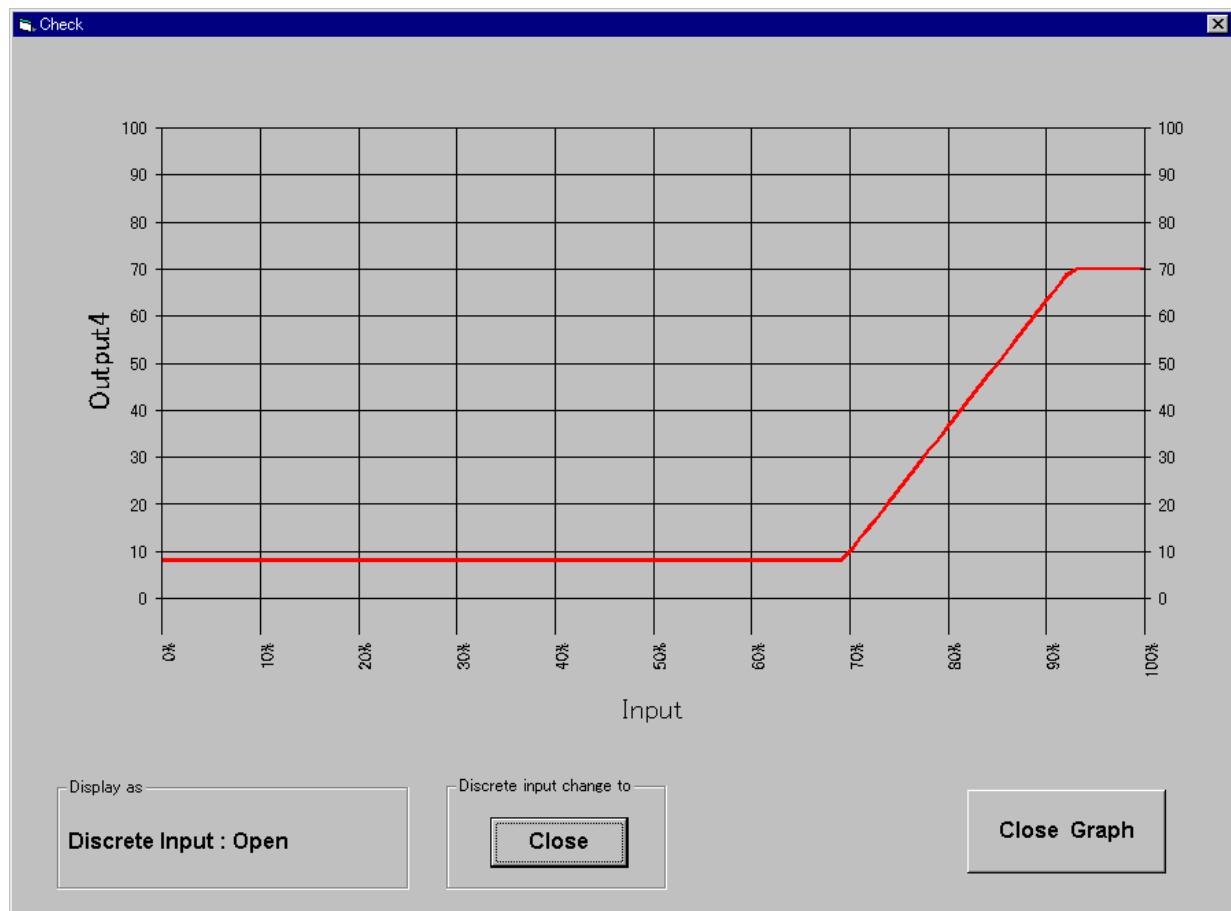 Check
100 100
90 90
80 80
70 70
60 60
50 50
40 40
30 30
20 20
10 10
0 0
Output4
0% 10% 20% 30% 40% 50% 60% 70% 80% 90% 100%
Input
Display as
Discrete Input : Open
Discrete input change to
Close
Close Graph